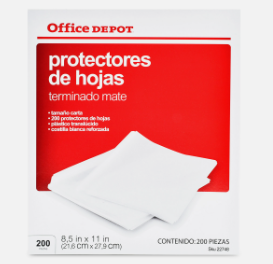 Office DEPOT
protectores
de hojas
terminado mate
• tamaño carta
• 200 protectores de hojas
• plástico translúcido
• costilla blanca reforzada
200
8,5 in x 11 in
(21,6 cm x 27,9 cm)
CONTENIDO: 200 PIEZAS